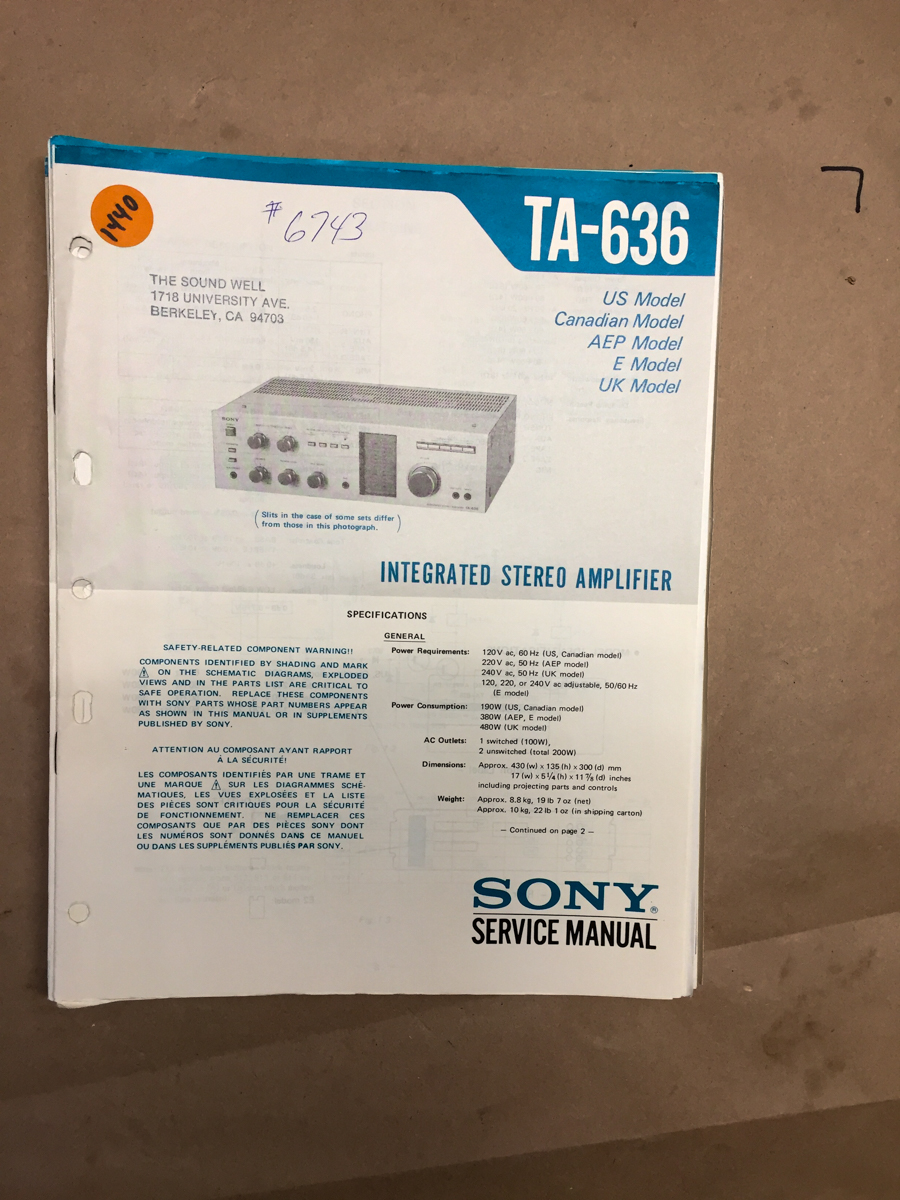 1440
# 6743
TA-636
THE SOUND WELL
1718 UNIVERSITY AVE.
BERKELEY, CA 94703
US Model
Canadian Model
AEP Model
E Model
UK Model
SONY
(Slits in the case of some sets differ
from those in this photograph.)
INTEGRATED STEREO AMPLIFIER
SPECIFICATIONS
SAFETY-RELATED COMPONENT WARNING!!
COMPONENTS IDENTIFIED BY SHADING AND MARK
⚠ ON THE SCHEMATIC DIAGRAMS, EXPLODED
VIEWS AND IN THE PARTS LIST ARE CRITICAL TO
SAFE OPERATION. REPLACE THESE COMPONENTS
WITH SONY PARTS WHOSE PART NUMBERS APPEAR
AS SHOWN IN THIS MANUAL OR IN SUPPLEMENTS
PUBLISHED BY SONY.
ATTENTION AU COMPOSANT AYANT RAPPORT
À LA SÉCURITÉ!
LES COMPOSANTS IDENTIFIÉS PAR UNE TRAME ET
UNE MARQUE ⚠ SUR LES DIAGRAMMES SCHÉ-
MATIQUES, LES VUES EXPLOSÉES ET LA LISTE
DES PIÈCES SONT CRITIQUES POUR LA SÉCURITÉ
DE FONCTIONNEMENT. NE REMPLACER CES
COMPOSANTS QUE PAR DES PIÈCES SONY DONT
LES NUMÉROS SONT DONNÉS DANS CE MANUEL
OU DANS LES SUPPLÉMENTS PUBLIÉS PAR SONY.
GENERAL
Power Requirements: 120 V ac, 60 Hz (US, Canadian model)
220 V ac, 50 Hz (AEP model)
240 V ac, 50 Hz (UK model)
120, 220, or 240 V ac adjustable, 50/60 Hz
(E model)
Power Consumption: 190W (US, Canadian model)
380W (AEP, E model)
480W (UK model)
AC Outlets: 1 switched (100W),
2 unswitched (total 200W)
Dimensions: Approx. 430 (w) x 135 (h) x 300 (d) mm
17 (w) x 5 1/4 (h) x 11 7/8 (d) inches
including projecting parts and controls
Weight: Approx. 8.8 kg, 19 lb 7 oz (net)
Approx. 10 kg, 22 lb 1 oz (in shipping carton)
— Continued on page 2 —
SONY®
SERVICE MANUAL